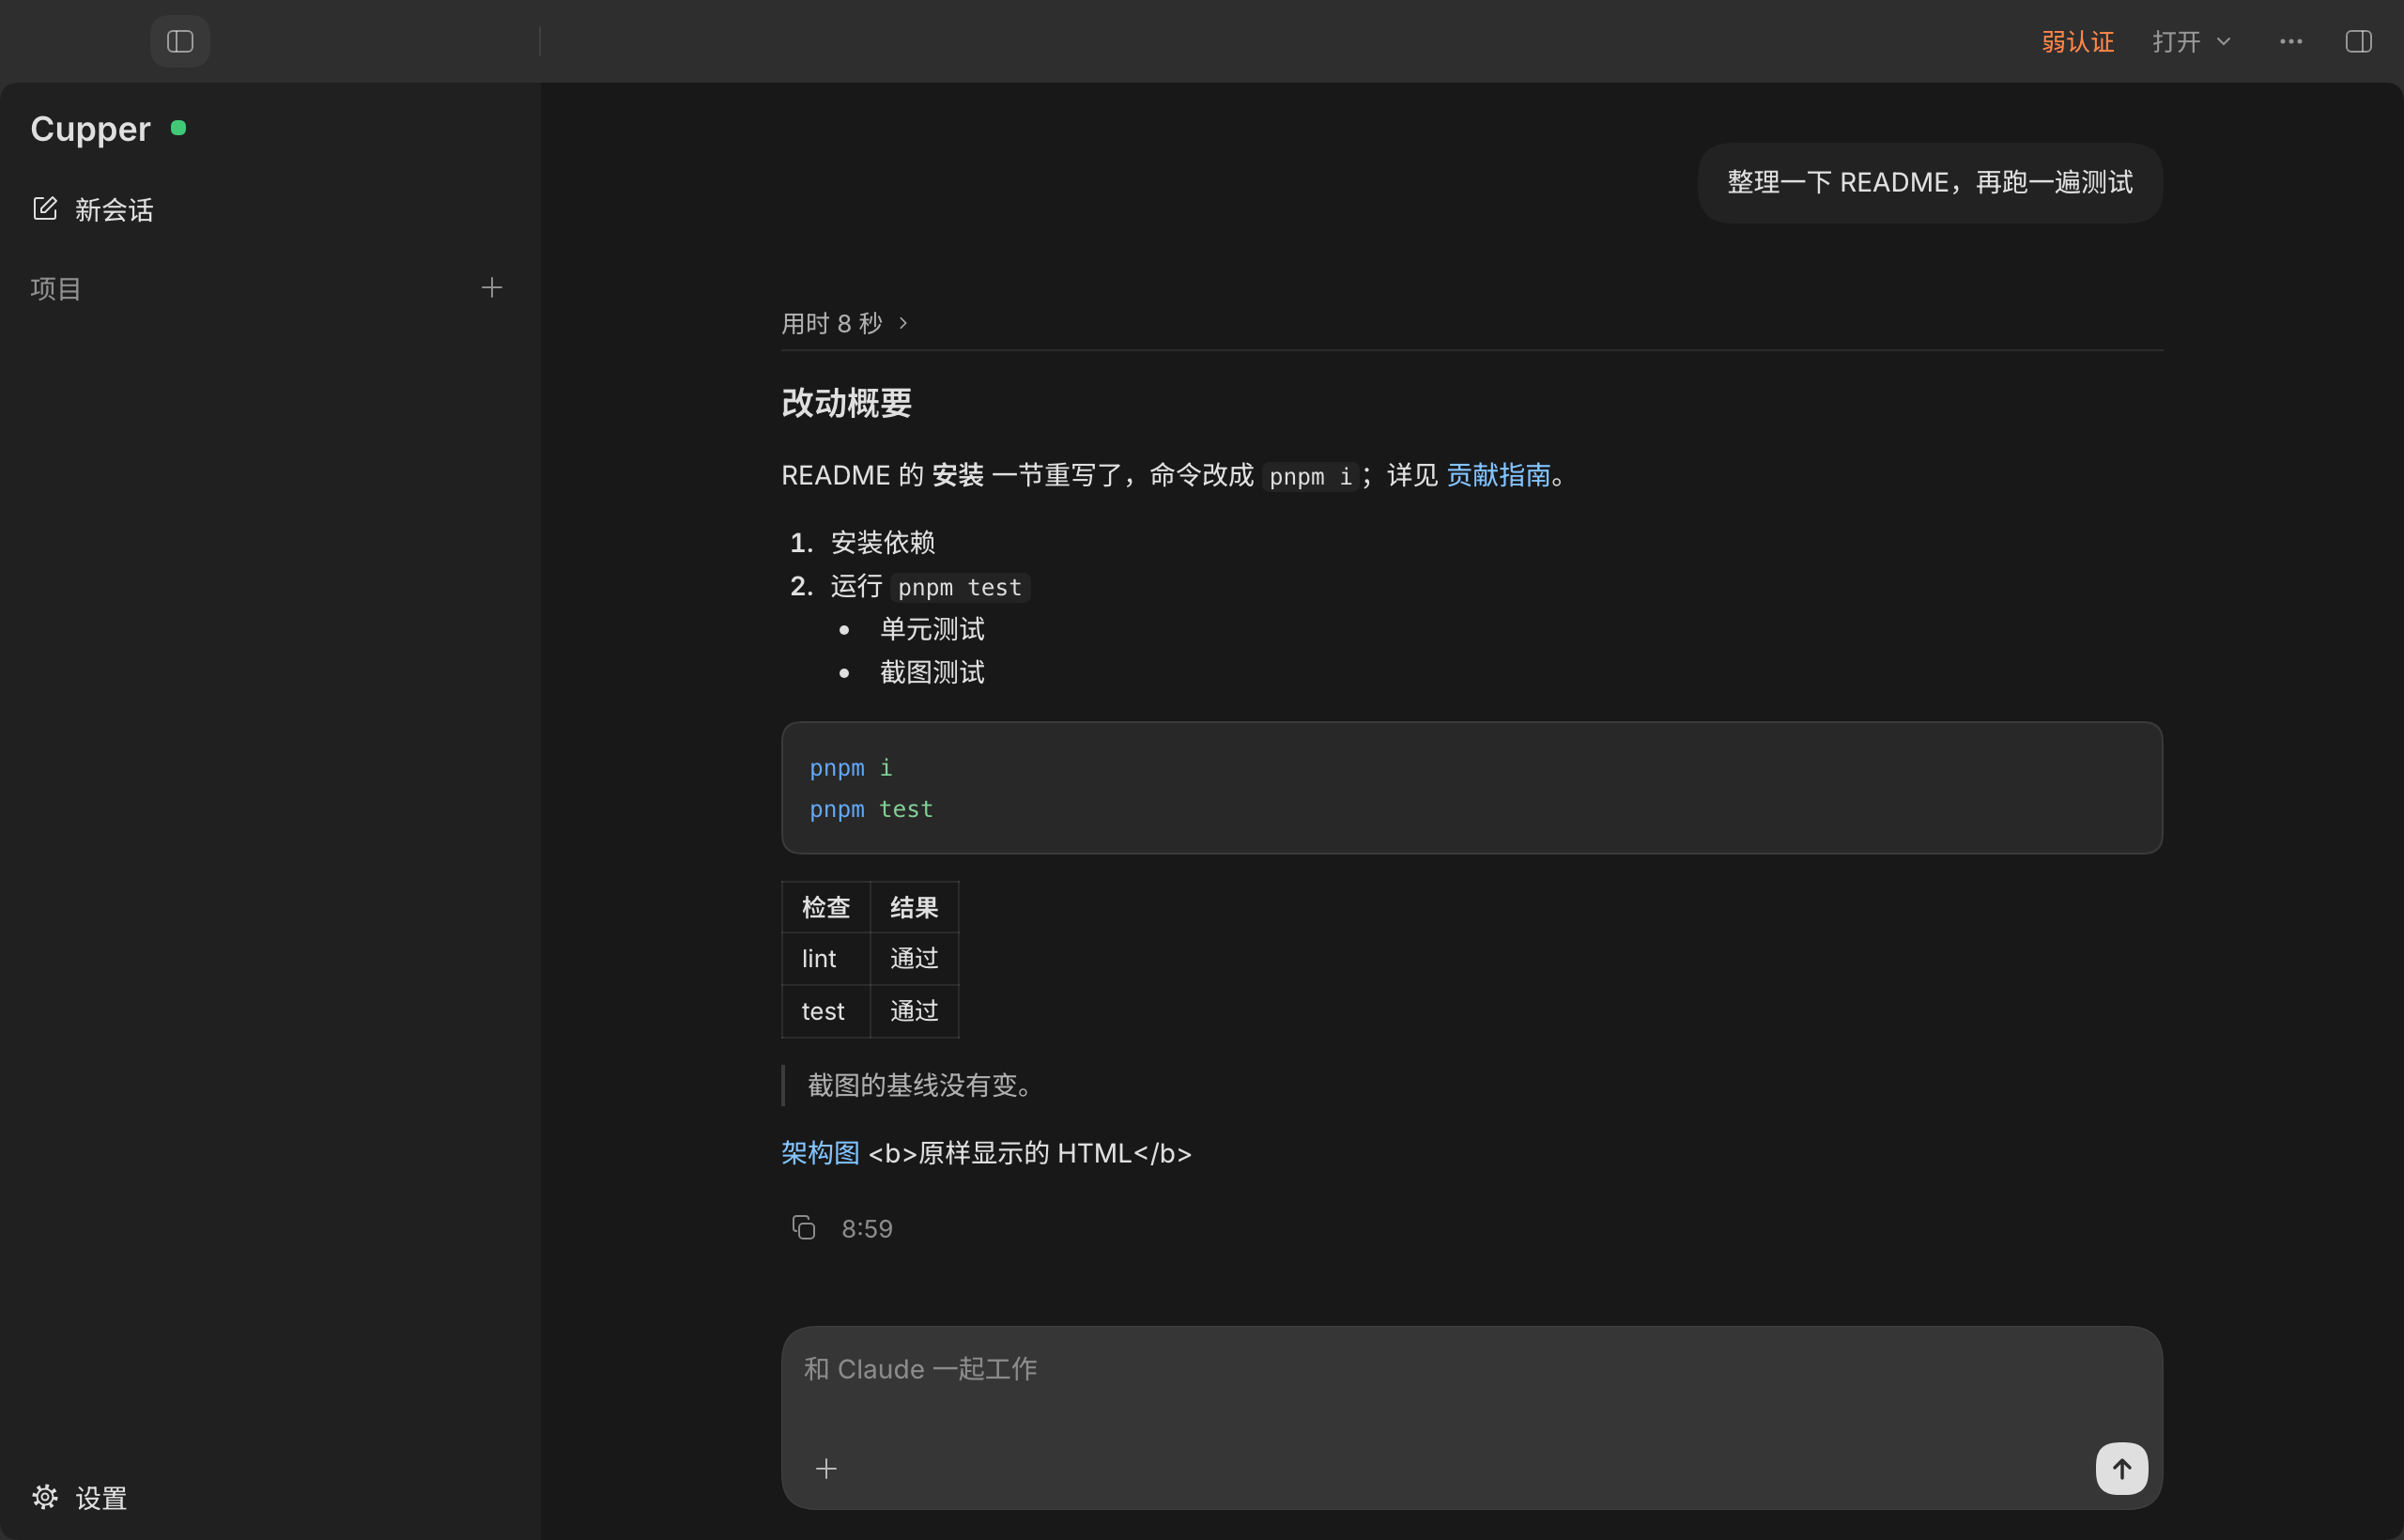 弱认证 打开
Cupper
新会话
项目
整理一下 README，再跑一遍测试
用时 8 秒
改动概要
README 的 安装 一节重写了，命令改成 pnpm i；详见 贡献指南。
1. 安装依赖
2. 运行 pnpm test
• 单元测试
• 截图测试
pnpm i
pnpm test
检查 结果
lint 通过
test 通过
截图的基线没有变。
架构图 <b>原样显示的 HTML</b>
8:59
和 Claude 一起工作
设置